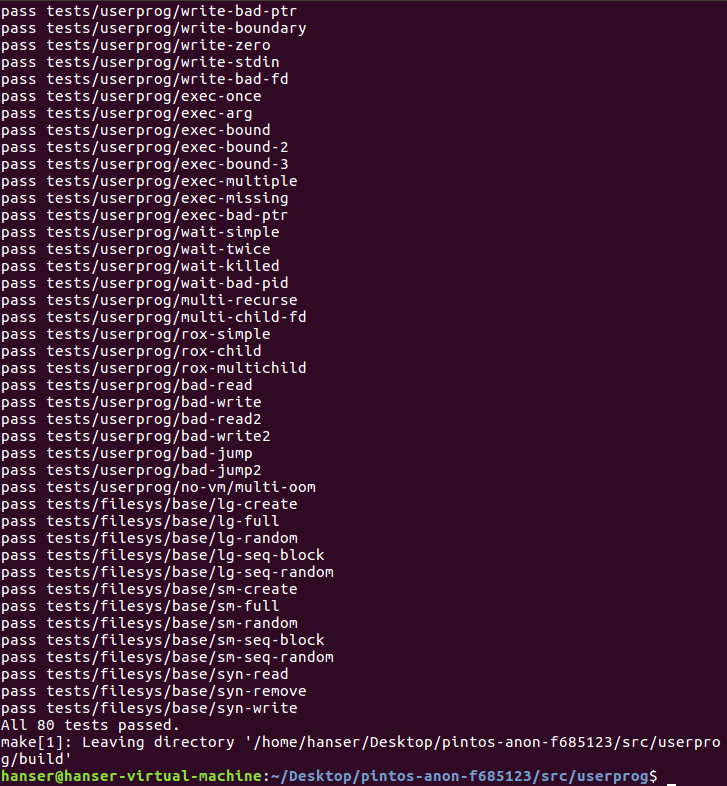 pass tests/userprog/write-bad-ptr
pass tests/userprog/write-boundary
pass tests/userprog/write-zero
pass tests/userprog/write-stdin
pass tests/userprog/write-bad-fd
pass tests/userprog/exec-once
pass tests/userprog/exec-arg
pass tests/userprog/exec-bound
pass tests/userprog/exec-bound-2
pass tests/userprog/exec-bound-3
pass tests/userprog/exec-multiple
pass tests/userprog/exec-missing
pass tests/userprog/exec-bad-ptr
pass tests/userprog/wait-simple
pass tests/userprog/wait-twice
pass tests/userprog/wait-killed
pass tests/userprog/wait-bad-pid
pass tests/userprog/multi-recurse
pass tests/userprog/multi-child-fd
pass tests/userprog/rox-simple
pass tests/userprog/rox-child
pass tests/userprog/rox-multichild
pass tests/userprog/bad-read
pass tests/userprog/bad-write
pass tests/userprog/bad-read2
pass tests/userprog/bad-write2
pass tests/userprog/bad-jump
pass tests/userprog/bad-jump2
pass tests/userprog/no-vm/multi-oom
pass tests/filesys/base/lg-create
pass tests/filesys/base/lg-full
pass tests/filesys/base/lg-random
pass tests/filesys/base/lg-seq-block
pass tests/filesys/base/lg-seq-random
pass tests/filesys/base/sm-create
pass tests/filesys/base/sm-full
pass tests/filesys/base/sm-random
pass tests/filesys/base/sm-seq-block
pass tests/filesys/base/sm-seq-random
pass tests/filesys/base/syn-read
pass tests/filesys/base/syn-remove
pass tests/filesys/base/syn-write
All 80 tests passed.
make[1]: Leaving directory '/home/hanser/Desktop/pintos-anon-f685123/src/userpro
g/build'
hanser@hanser-virtual-machine:~/Desktop/pintos-anon-f685123/src/userprog$